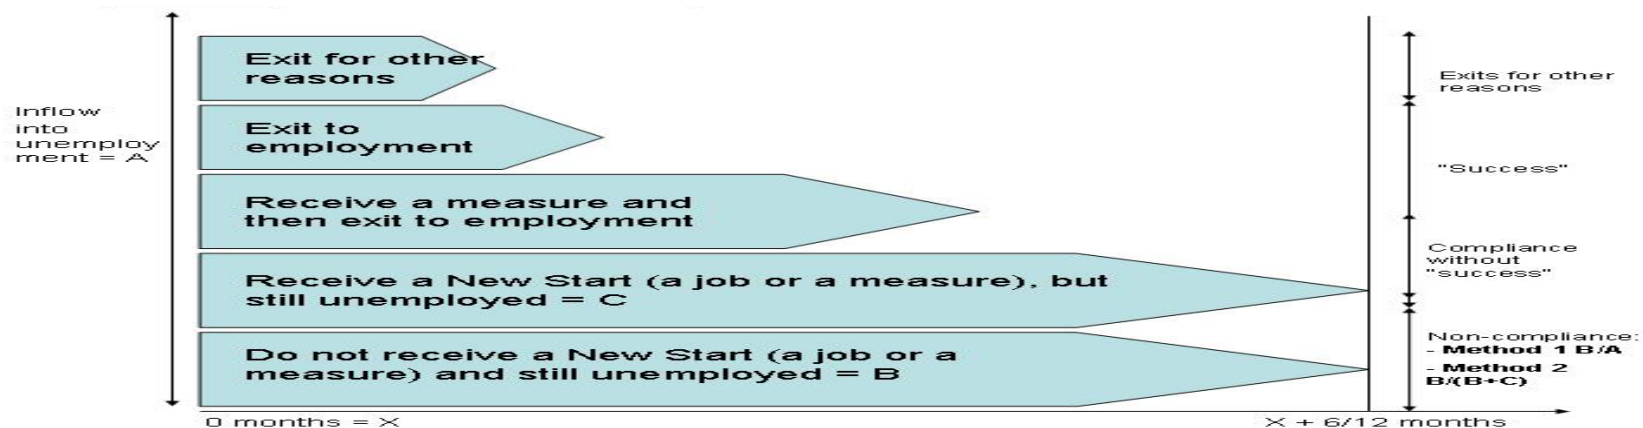 Inflow
into
unemploy
ment = A
Exit for other
reasons
Exit to
employment
Receive a measure and
then exit to employment
Receive a New Start (a job or a measure), but
still unemployed = C
Do not receive a New Start (a job or a
measure) and still unemployed = B
Exits for other
reasons
"Success"
Compliance
without
"success"
Non-compliance:
- Method 1 B/A
- Method 2
B/(B+C)
0 months = X
X + 6/12 months